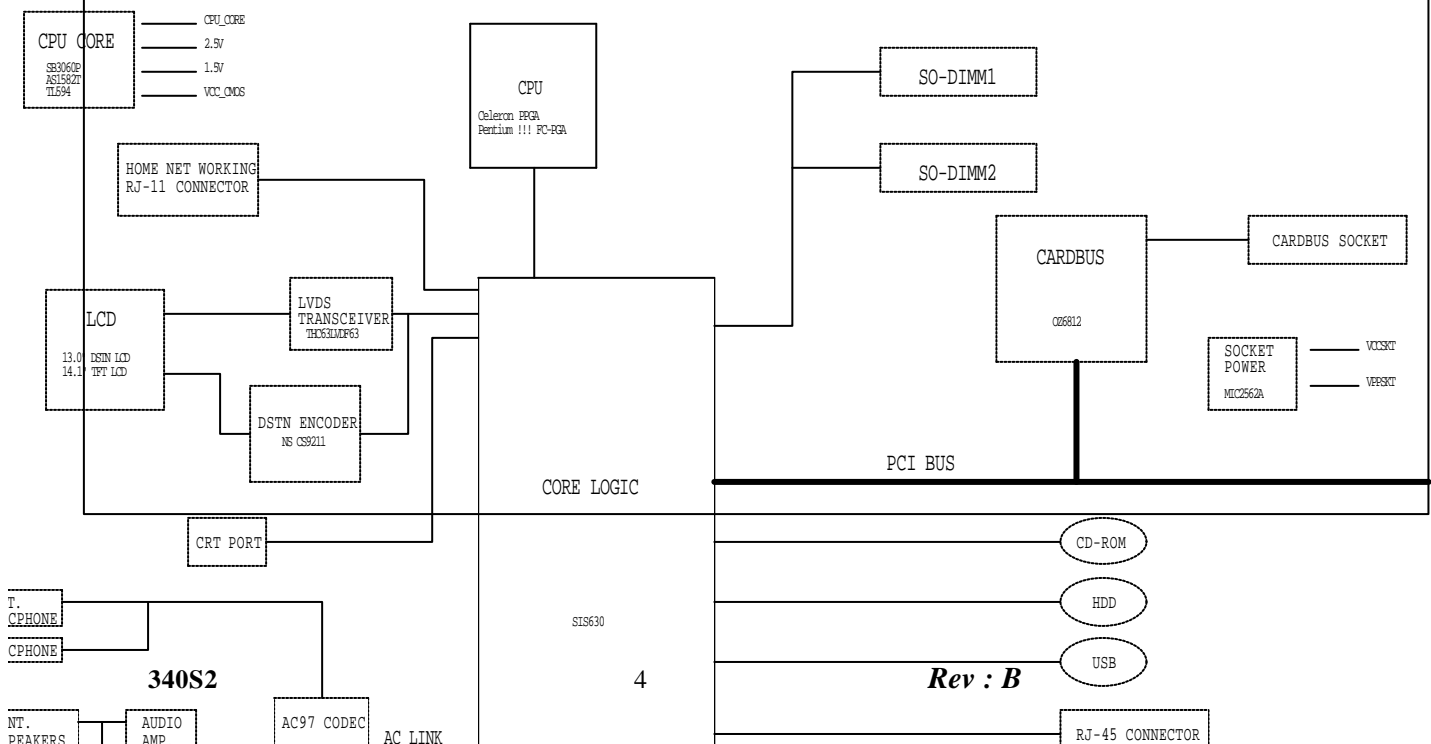 CPU CORE
SB3060P
AS1582T
TL594
CPU_CORE
2.5V
1.5V
VCC_CMOS
CPU
Celeron PPGA
Pentium !!! FC-PGA
SO-DIMM1
SO-DIMM2
HOME NET WORKING
RJ-11 CONNECTOR
CARDBUS
OZ6812
CARDBUS SOCKET
LCD
13.0" DSTN LCD
14.1" TFT LCD
LVDS
TRANSCEIVER
THC63LVDF63
SOCKET
POWER
MIC2562A
VCCSKT
VPPSKT
DSTN ENCODER
NS CS9211
PCI BUS
CORE LOGIC
SIS630
CRT PORT
CD-ROM
HDD
USB
T.
CPHONE
CPHONE
340S2
4
Rev : B
NT.
PEAKERS
AUDIO
AMP
AC97 CODEC
AC LINK
RJ-45 CONNECTOR